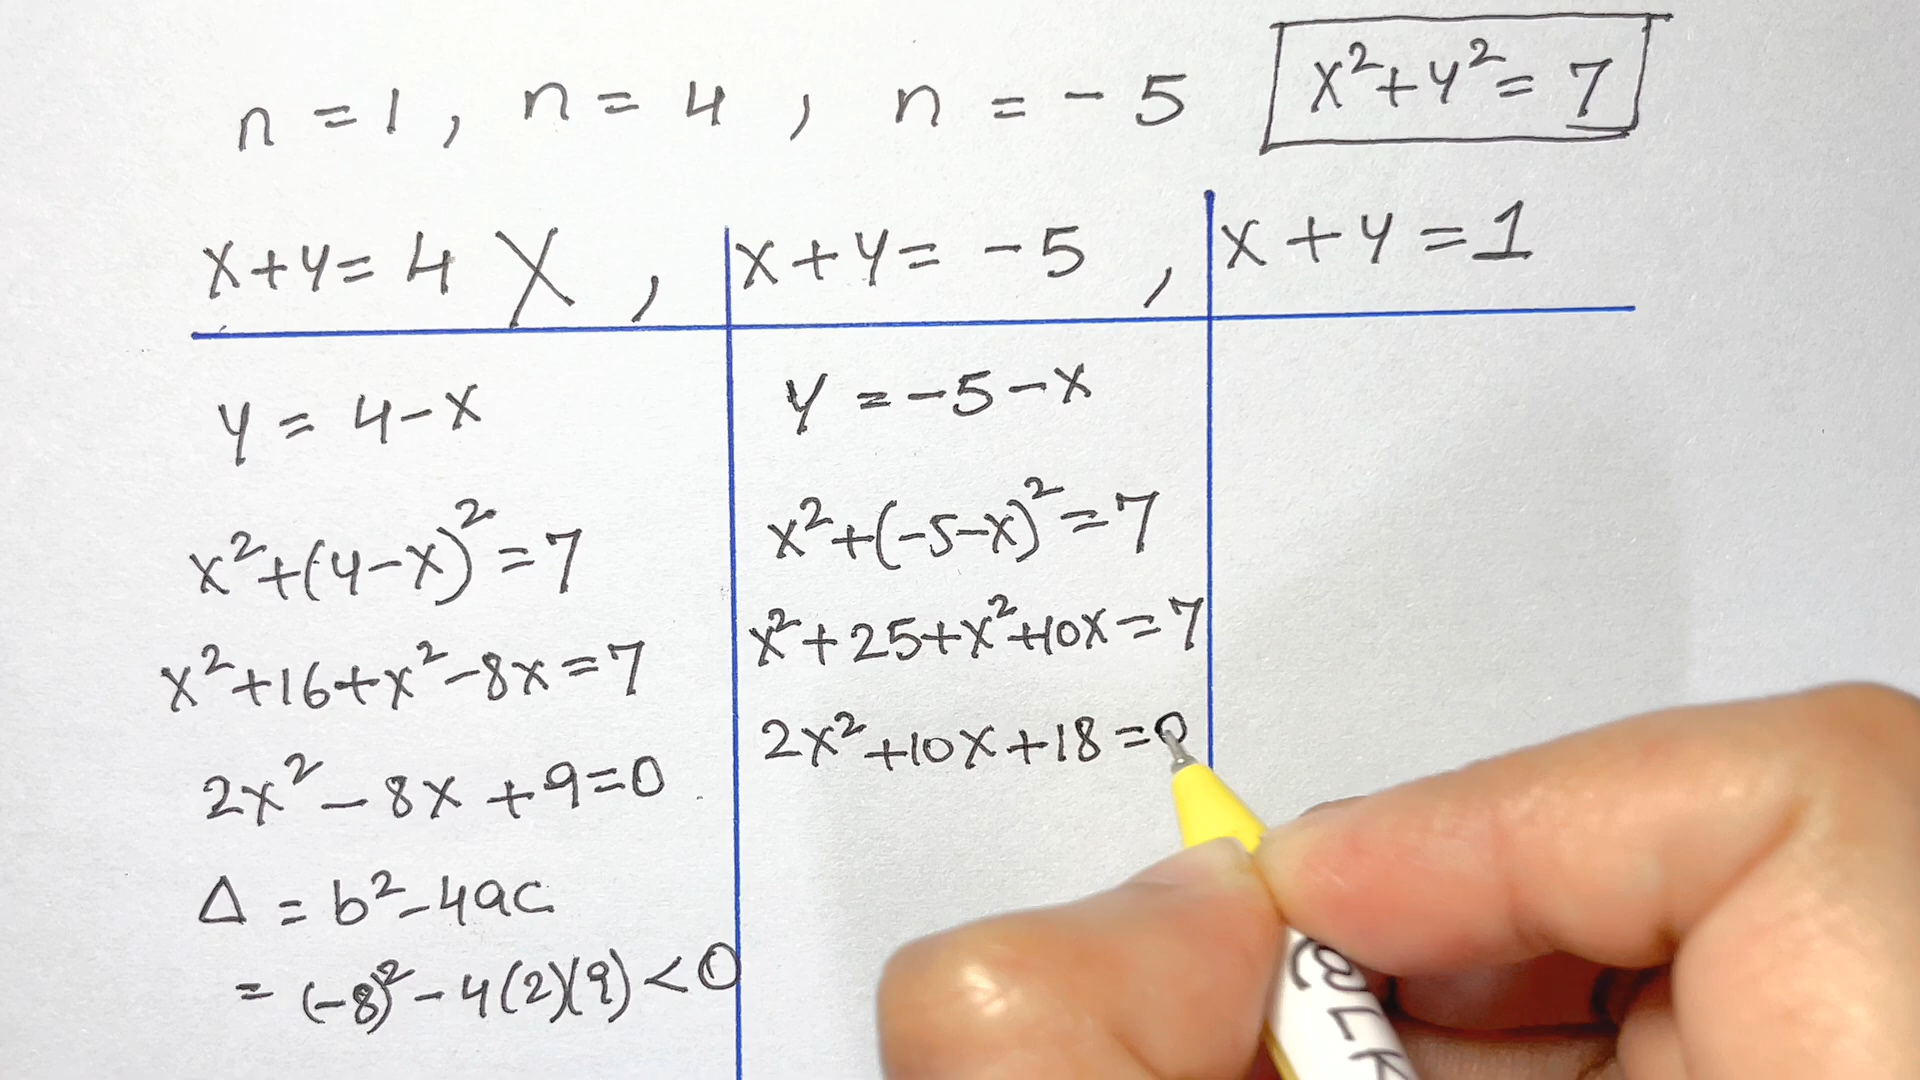 n = 1 , n = 4 , n = - 5
x²+y²= 7
x+y= 4 X , x+y= -5 , x+y=1
y = 4-x
x²+(4-x)²=7
x²+16+x²-8x=7
2x²-8x+9=0
Δ = b²-4ac
= (-8)²-4(2)(9)<0
y = -5-x
x²+(-5-x)²=7
x²+25+x²+10x=7
2x²+10x+18=0
@LK